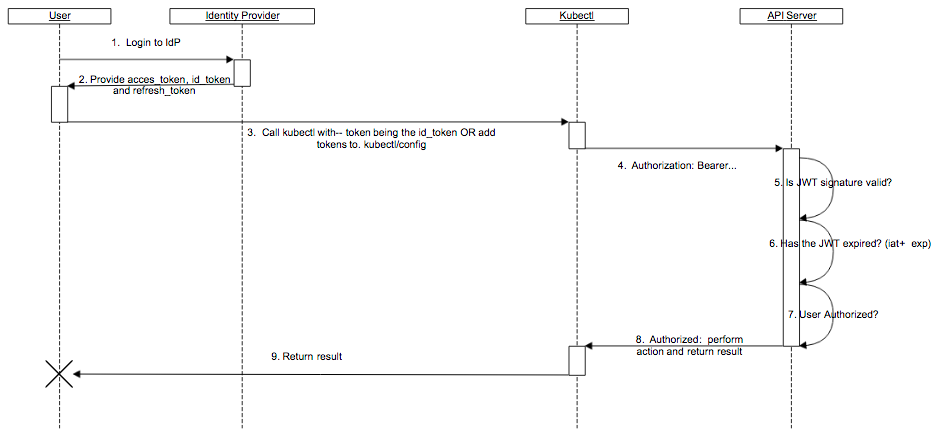 User
Identity Provider
Kubectl
API Server
1. Login to IdP
2. Provide acces_token, id_token
and refresh_token
3. Call kubectl with-- token being the id_token OR add
tokens to. kubectl/config
4. Authorization: Bearer...
5. Is JWT signature valid?
6. Has the JWT expired? (iat+ exp)
7. User Authorized?
8. Authorized: perform
action and return result
9. Return result